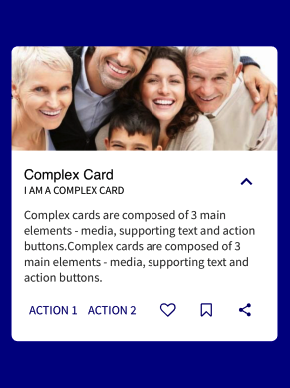 Complex Card
I AM A COMPLEX CARD
Complex cards are composed of 3 main
elements - media, supporting text and action
buttons.Complex cards are composed of 3
main elements - media, supporting text and
action buttons.
ACTION 1 ACTION 2